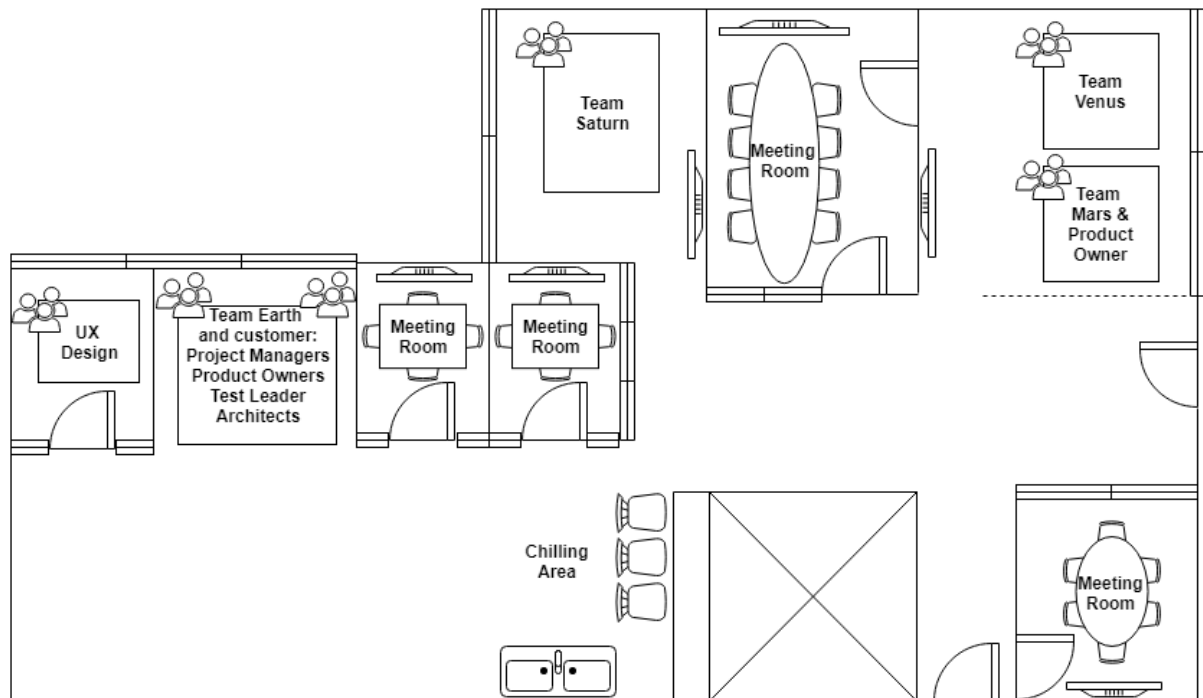 Team
Saturn
Meeting
Room
Team
Venus
Team
Mars &
Product
Owner
UX
Design
Team Earth
and customer:
Project Managers
Product Owners
Test Leader
Architects
Meeting
Room
Meeting
Room
Chilling
Area
Meeting
Room